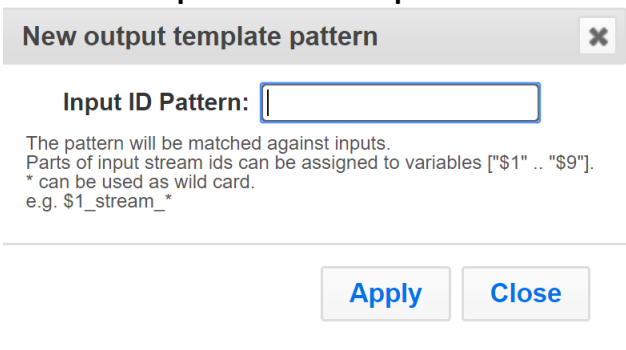 New output template pattern
Input ID Pattern:
The pattern will be matched against inputs.
Parts of input stream ids can be assigned to variables ["$1" .. "$9"].
* can be used as wild card.
e.g. $1_stream_*
Apply Close